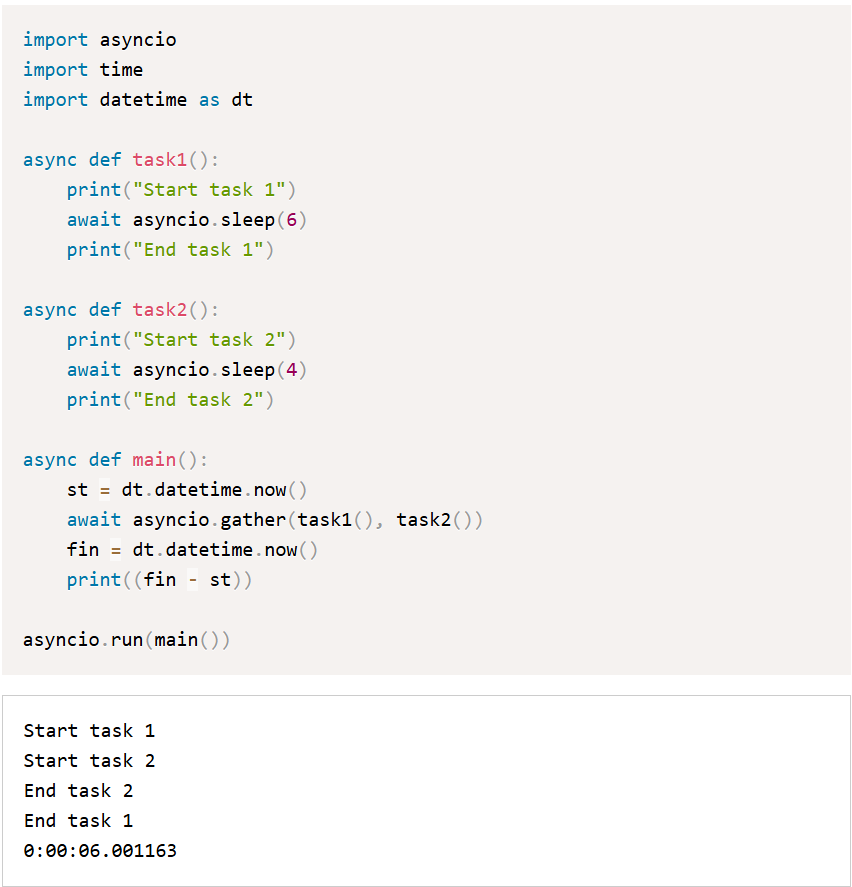 import asyncio
import time
import datetime as dt

async def task1():
    print("Start task 1")
    await asyncio.sleep(6)
    print("End task 1")

async def task2():
    print("Start task 2")
    await asyncio.sleep(4)
    print("End task 2")

async def main():
    st = dt.datetime.now()
    await asyncio.gather(task1(), task2())
    fin = dt.datetime.now()
    print((fin - st))

asyncio.run(main())

Start task 1
Start task 2
End task 2
End task 1
0:00:06.001163